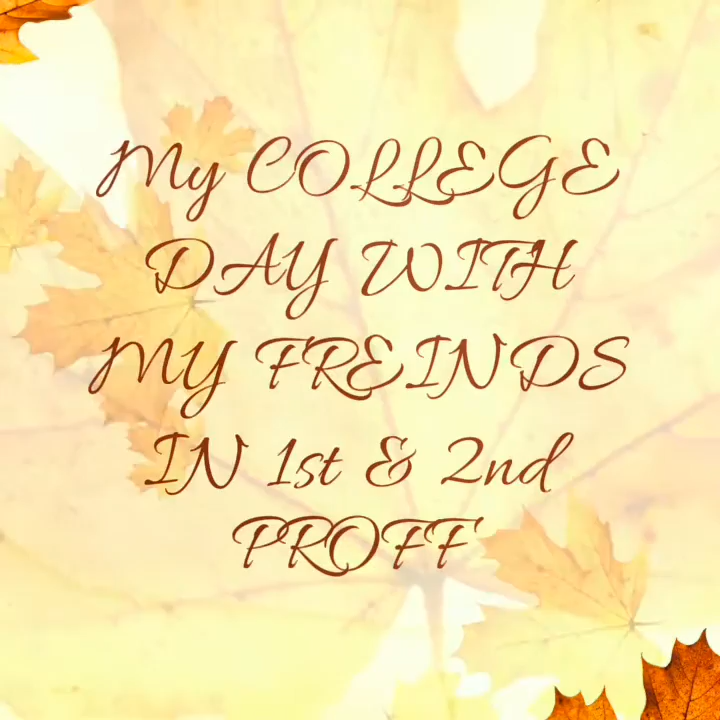 My COLLEGE
DAY WITH
MY FREINDS
IN 1st & 2nd
PROFF